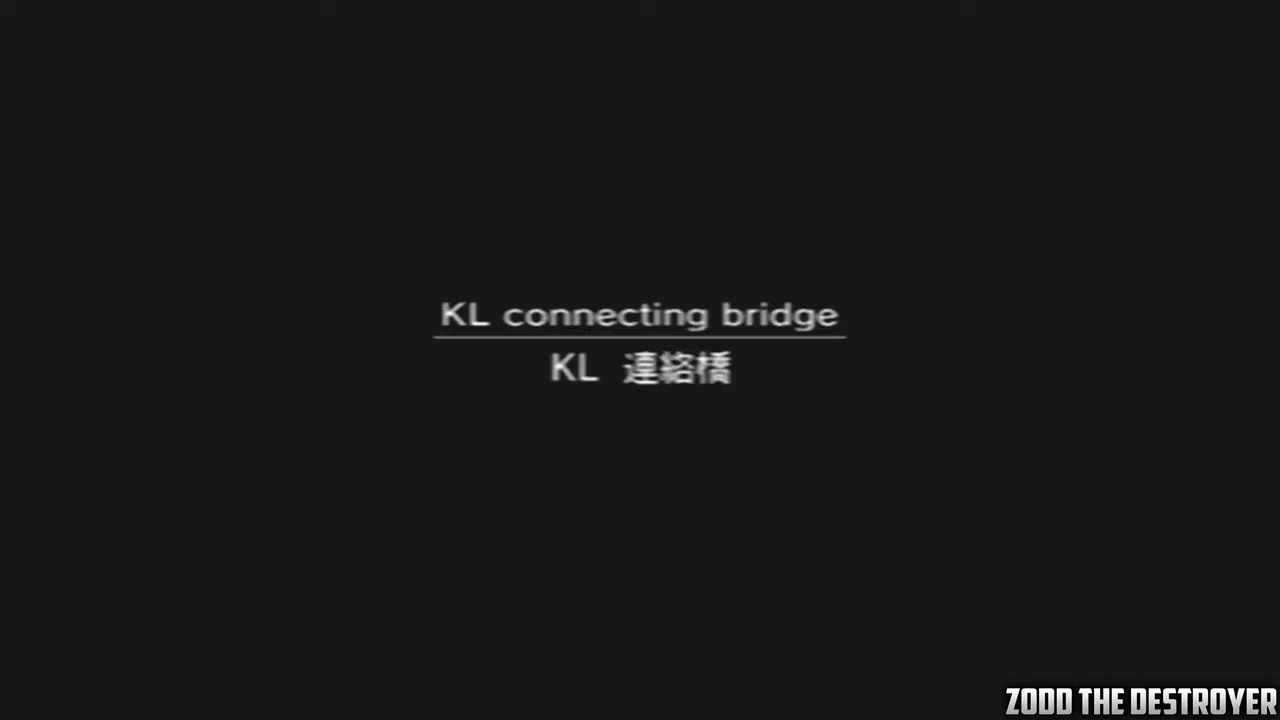 KL connecting bridge
KL 連絡橋
ZODD THE DESTROYER